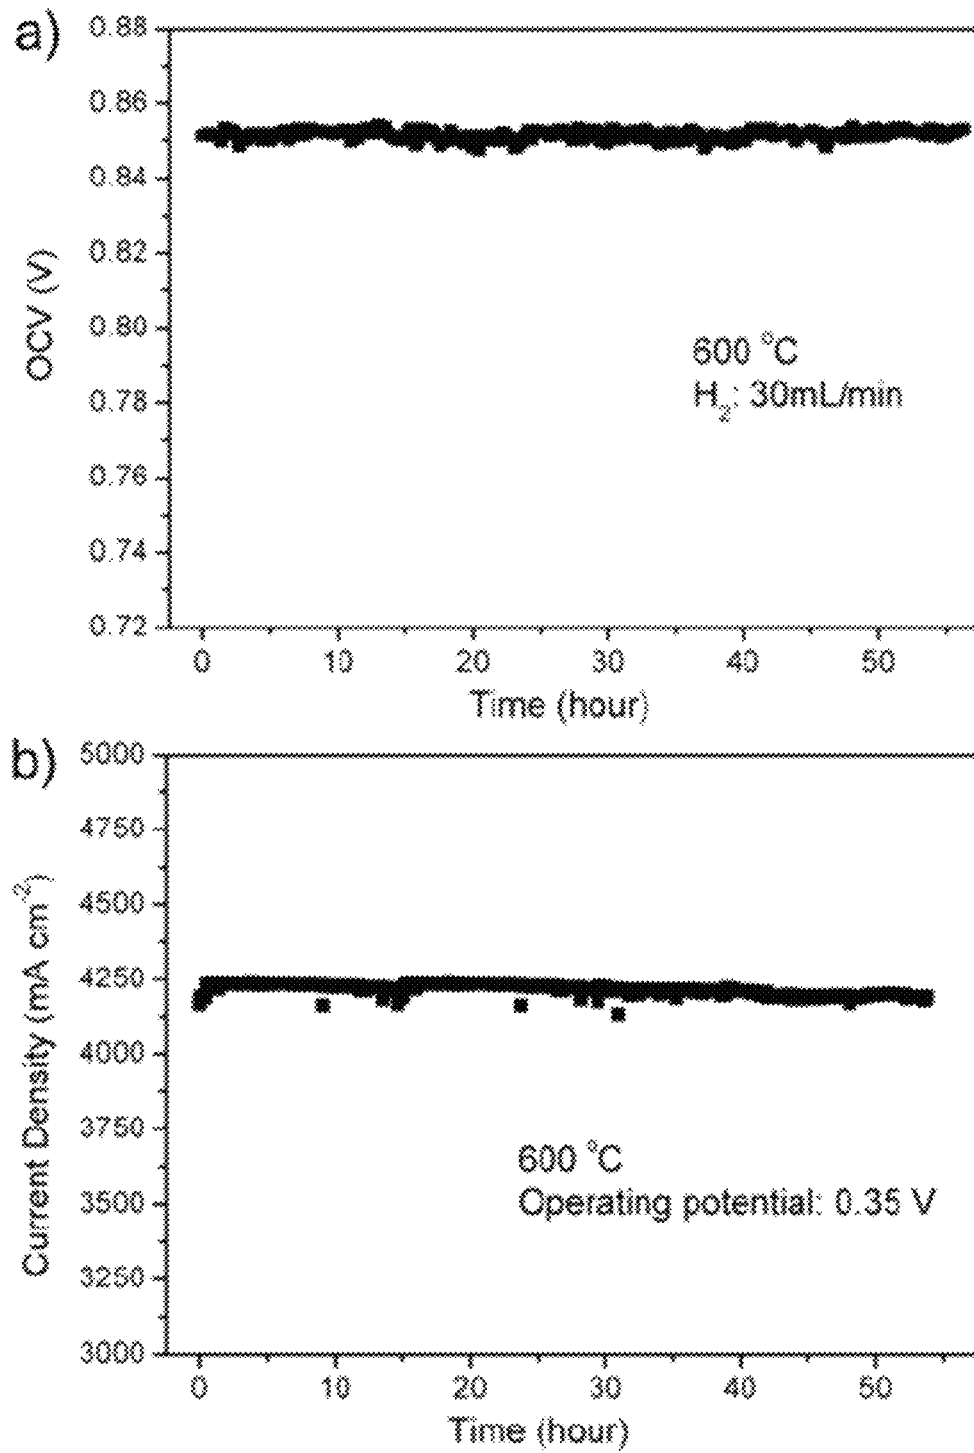 a)
0.88
0.86
0.84
0.82
0.80
0.78
0.76
0.74
0.72
OCV (V)
600 °C
H₂: 30mL/min
0 10 20 30 40 50
Time (hour)
b)
5000
4750
4500
4250
4000
3750
3500
3250
3000
Current Density (mA cm⁻²)
600 °C
Operating potential: 0.35 V
0 10 20 30 40 50
Time (hour)